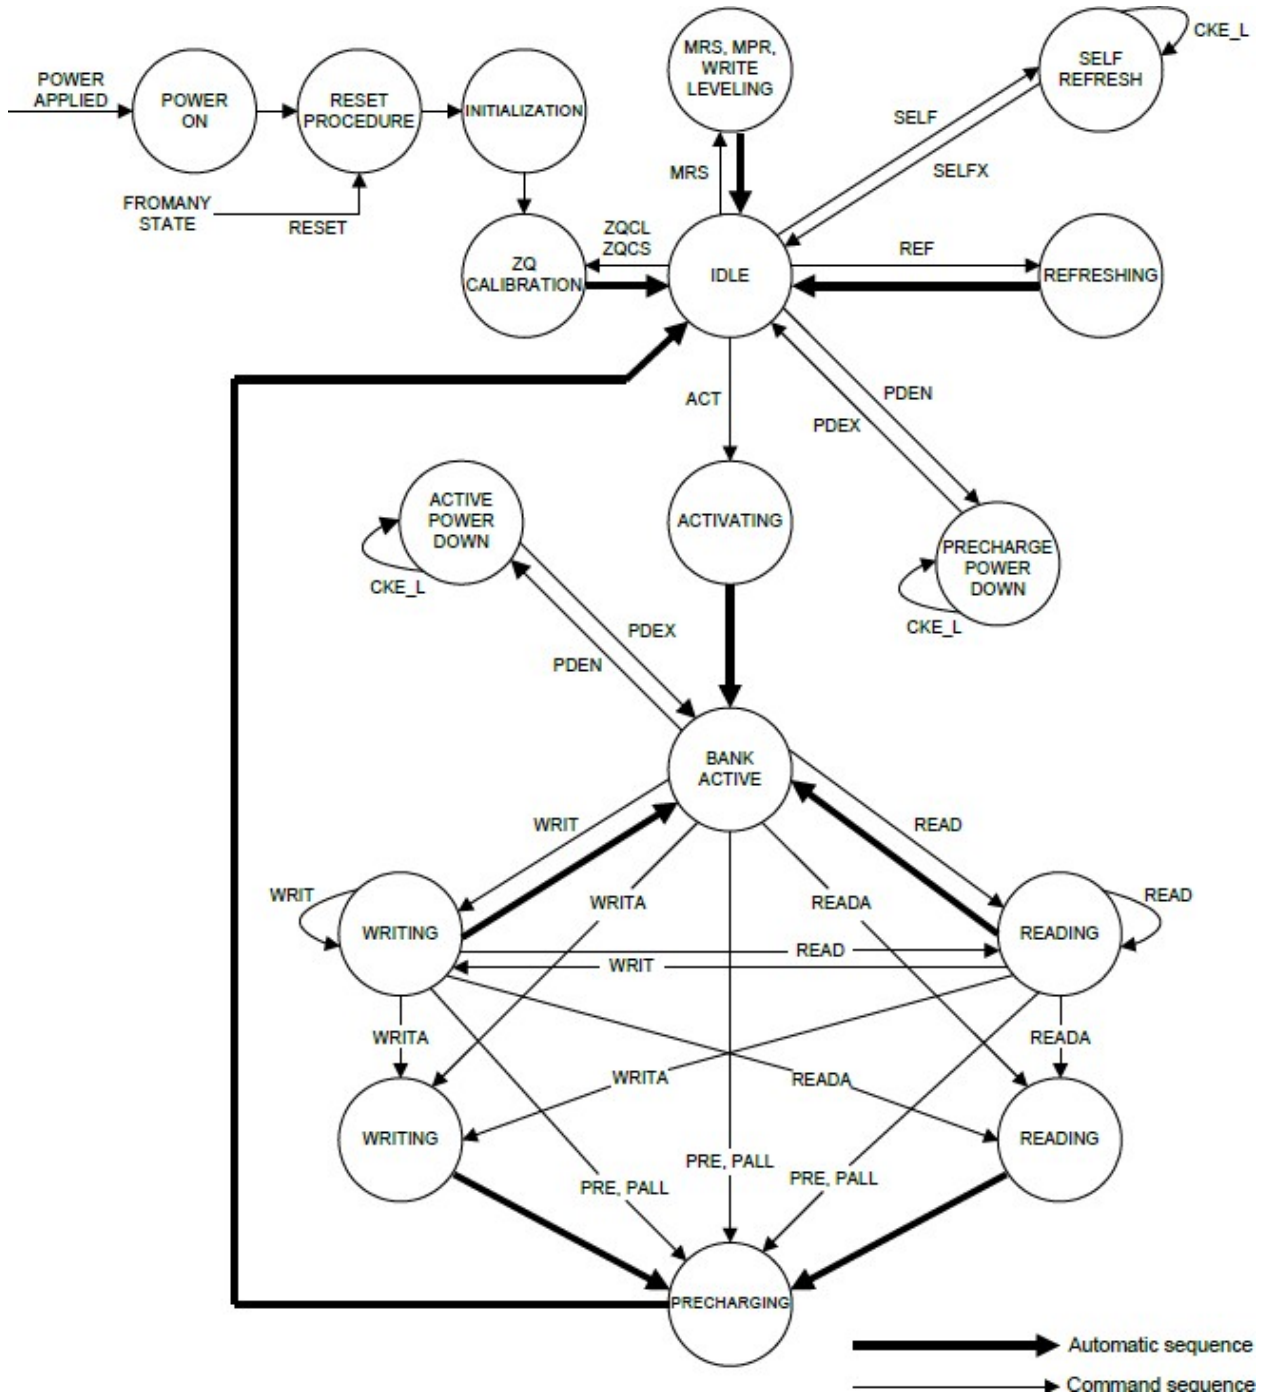 POWER
APPLIED
POWER
ON
RESET
PROCEDURE
INITIALIZATION
FROMANY
STATE
RESET
MRS, MPR,
WRITE
LEVELING
MRS
SELF
REFRESH
CKE_L
SELF
SELFX
ZQCL
ZQCS
ZQ
CALIBRATION
IDLE
REF
REFRESHING
ACT
PDEN
PDEX
ACTIVE
POWER
DOWN
CKE_L
ACTIVATING
PRECHARGE
POWER
DOWN
CKE_L
PDEX
PDEN
BANK
ACTIVE
WRIT
READ
WRIT
WRITA
READA
READ
WRITING
READ
WRIT
READING
WRITA
READA
WRITA
READA
WRITING
READING
PRE, PALL
PRE, PALL
PRE, PALL
PRECHARGING
Automatic sequence
Command sequence